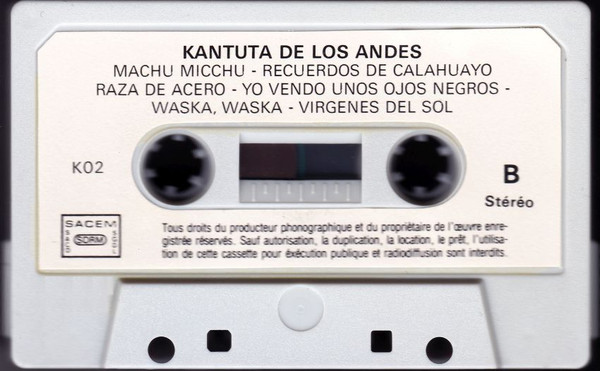 KANTUTA DE LOS ANDES
MACHU MICCHU - RECUERDOS DE CALAHUAYO
RAZA DE ACERO - YO VENDO UNOS OJOS NEGROS -
WASKA, WASKA - VIRGENES DEL SOL
K02
B
Stéréo
SACEM
SACD
SDRM
SGDL
Tous droits du producteur phonographique et du propriétaire de l'œuvre enre-
gistrée réservés. Sauf autorisation, la duplication, la location, le prêt, l'utilisa-
tion de cette cassette pour éxécution publique et radiodiffusion sont interdits.